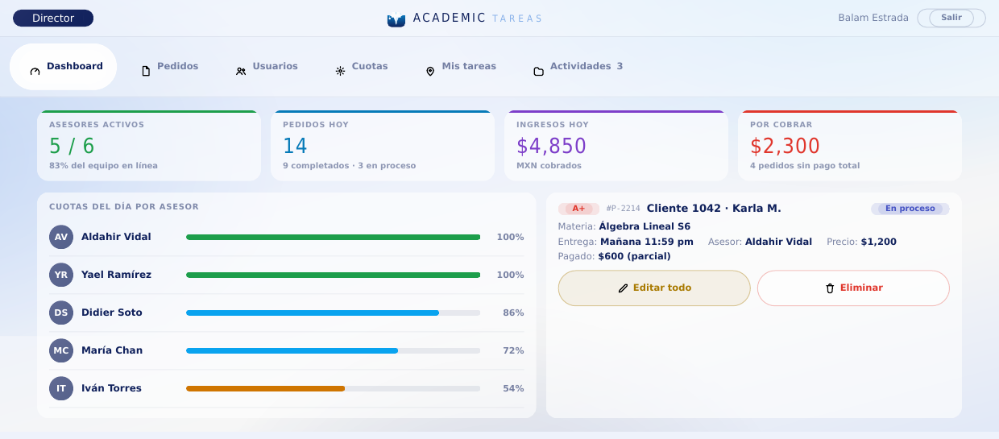 Director
ACADEMIC TAREAS
Balam Estrada
Salir
Dashboard
Pedidos
Usuarios
Cuotas
Mis tareas
Actividades 3
ASESORES ACTIVOS
5 / 6
83% del equipo en línea
PEDIDOS HOY
14
9 completados · 3 en proceso
INGRESOS HOY
$4,850
MXN cobrados
POR COBRAR
$2,300
4 pedidos sin pago total
CUOTAS DEL DÍA POR ASESOR
AV Aldahir Vidal 100%
YR Yael Ramírez 100%
DS Didier Soto 86%
MC María Chan 72%
IT Iván Torres 54%
A+ #P-2214 Cliente 1042 · Karla M. En proceso
Materia: Álgebra Lineal S6
Entrega: Mañana 11:59 pm Asesor: Aldahir Vidal Precio: $1,200
Pagado: $600 (parcial)
Editar todo
Eliminar